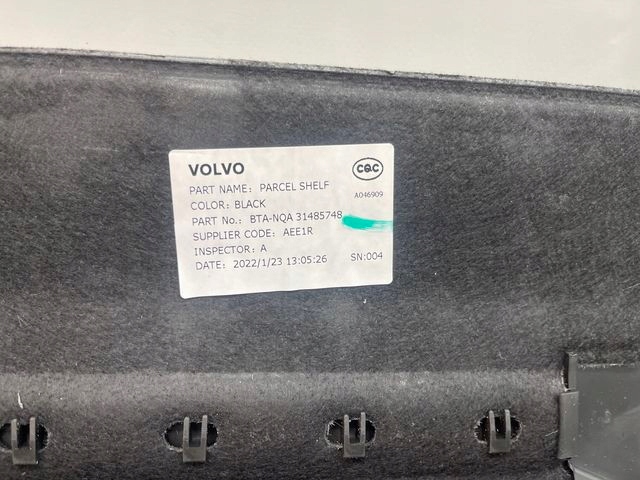 VOLVO
CQC
PART NAME: PARCEL SHELF
A046909
COLOR: BLACK
PART No.: BTA-NQA 31485748
SUPPLIER CODE: AEE1R
INSPECTOR: A
DATE: 2022/1/23 13:05:26
SN:004